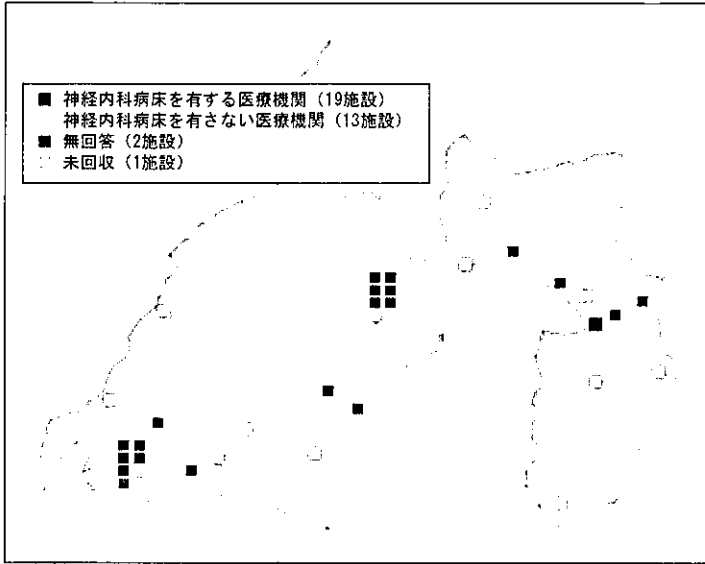 ■ 神経内科病床を有する医療機関（19施設）
神経内科病床を有さない医療機関（13施設）
■ 無回答（2施設）
未回収（1施設）